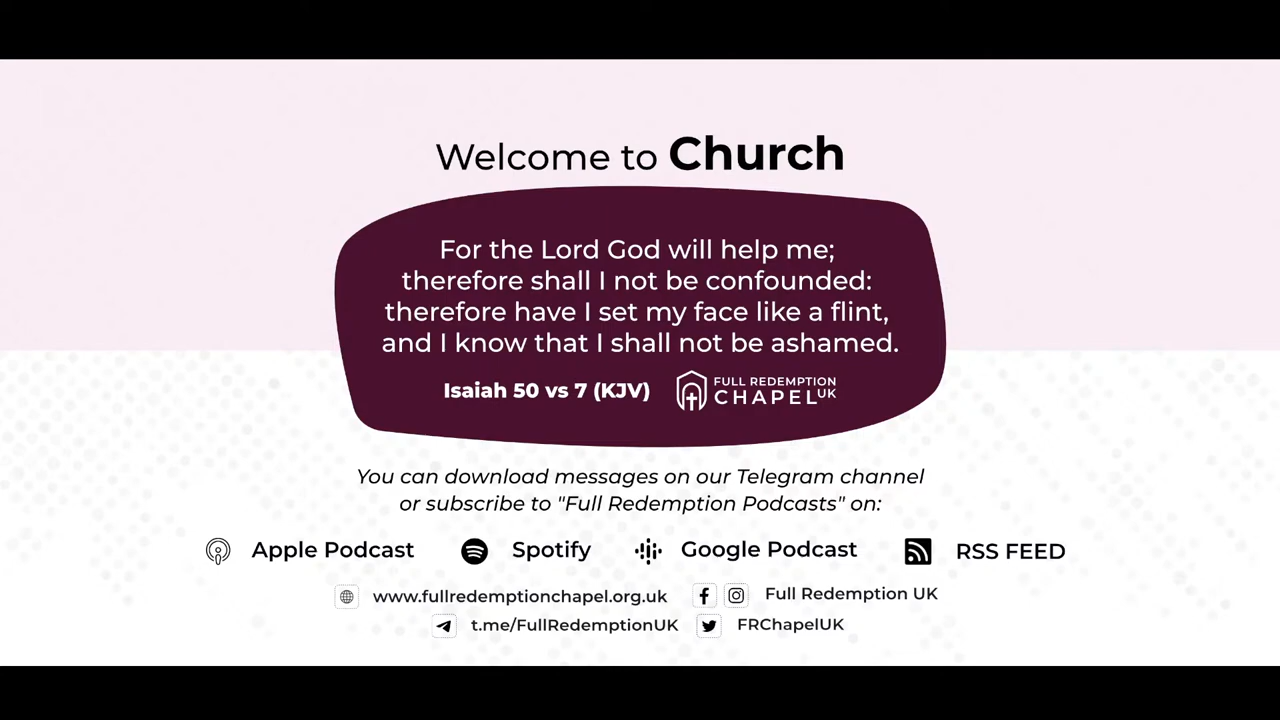 Welcome to Church
For the Lord God will help me;
therefore shall I not be confounded:
therefore have I set my face like a flint,
and I know that I shall not be ashamed.
Isaiah 50 vs 7 (KJV)
FULL REDEMPTION
CHAPEL UK
You can download messages on our Telegram channel
or subscribe to "Full Redemption Podcasts" on:
Apple Podcast Spotify Google Podcast RSS FEED
www.fullredemptionchapel.org.uk Full Redemption UK
t.me/FullRedemptionUK FRChapelUK